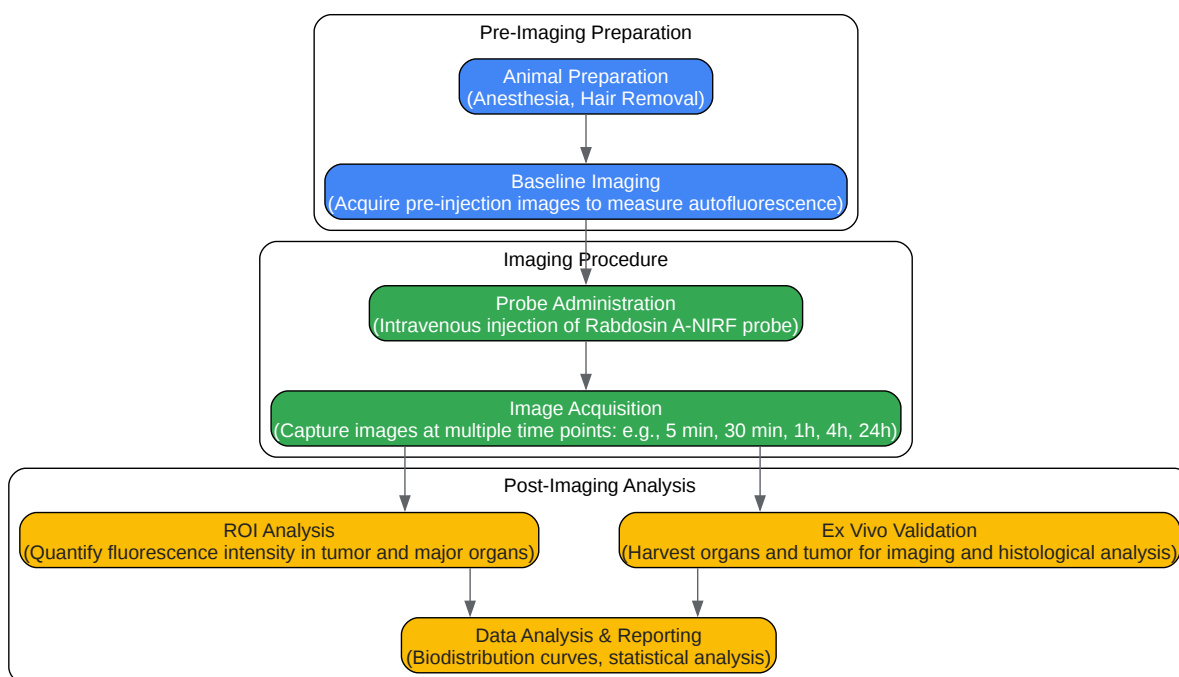 Pre-Imaging Preparation
Animal Preparation
(Anesthesia, Hair Removal)
Baseline Imaging
(Acquire pre-injection images to measure autofluorescence)
Imaging Procedure
Probe Administration
(Intravenous injection of Rabdosin A-NIRF probe)
Image Acquisition
(Capture images at multiple time points: e.g., 5 min, 30 min, 1h, 4h, 24h)
Post-Imaging Analysis
ROI Analysis
(Quantify fluorescence intensity in tumor and major organs)
Ex Vivo Validation
(Harvest organs and tumor for imaging and histological analysis)
Data Analysis & Reporting
(Biodistribution curves, statistical analysis)